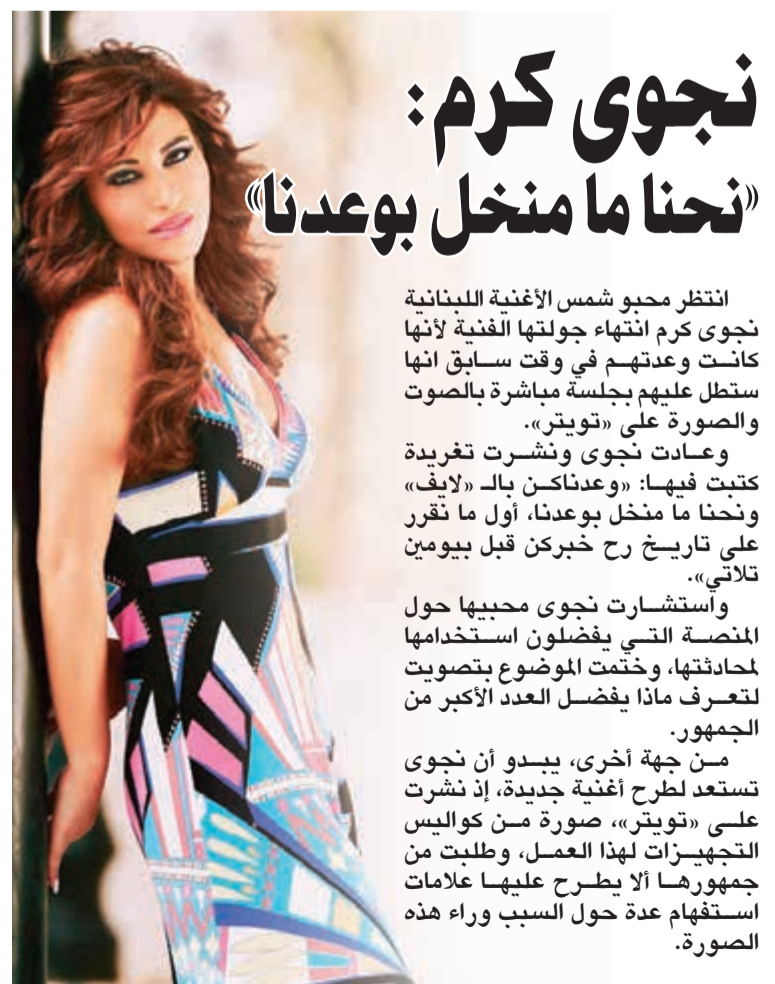 نجوى كرم:
«نحنا ما منخل بوعدنا»
انتظر محبو شمس الأغنية اللبنانية
نجوى كرم انتهاء جولتها الفنية لأنها
كانت وعدتهم في وقت سابق انها
ستطل عليهم بجلسة مباشرة بالصوت
والصورة على «تويتر».
وعادت نجوى ونشرت تغريدة
كتبت فيها: «وعدناكن بالـ «لايف»
ونحنا ما منخل بوعدنا، أول ما نقرر
على تاريخ رح خبركن قبل بيومين
تلاتي».
واستشارت نجوى محبيها حول
المنصة التي يفضلون استخدامها
لمحادثتها، وختمت الموضوع بتصويت
لتعرف ماذا يفضل العدد الأكبر من
الجمهور.
من جهة أخرى، يبدو أن نجوى
تستعد لطرح أغنية جديدة، إذ نشرت
على «تويتر»، صورة من كواليس
التجهيزات لهذا العمل، وطلبت من
جمهورها ألا يطرح عليها علامات
استفهام عدة حول السبب وراء هذه
الصورة.